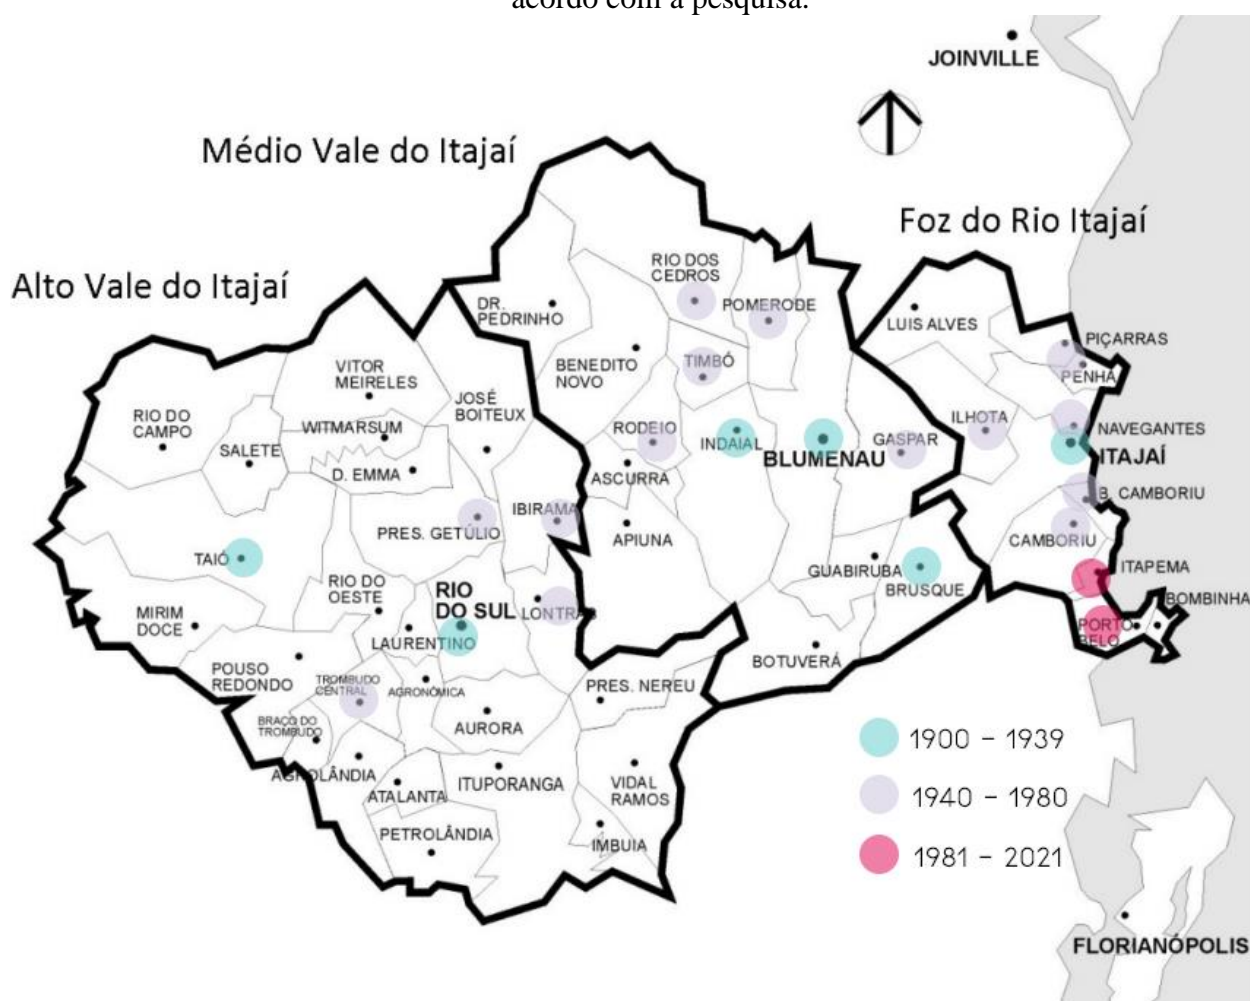 acordo com a pesquisa.
JOINVILLE
Médio Vale do Itajaí
Foz do Rio Itajaí
Alto Vale do Itajaí
RIO DOS
CEDROS
POMERODE
DR.
PEDRINHO
LUIS ALVES
PIÇARRAS
PENHA
BENEDITO
NOVO
TIMBÓ
VITOR
MEIRELES
JOSÉ
BOITEUX
RIO DO
CAMPO
WITMARSUM
SALETE
D. EMMA
RODEIO
INDAIAL
BLUMENAU
GASPAR
ILHOTA
NAVEGANTES
ITAJAÍ
ASCURRA
B. CAMBORIU
IBIRAMA
PRES. GETÚLIO
APIUNA
CAMBORIU
TAIÓ
GUABIRUBA
BRUSQUE
ITAPEMA
BOMBINHA
RIO DO
OESTE
RIO
DO SUL
LONTRAS
MIRIM
DOCE
LAURENTINO
PORTO
BELO
BOTUVERÁ
POUSO
REDONDO
TROMBUDO
CENTRAL
AGRONÔMICA
PRES. NEREU
BRAÇO DO
TROMBUDO
AURORA
AGROLÂNDIA
ATALANTA
ITUPORANGA
VIDAL
RAMOS
PETROLÂNDIA
IMBUIA
1900 - 1939
1940 - 1980
1981 - 2021
FLORIANÓPOLIS